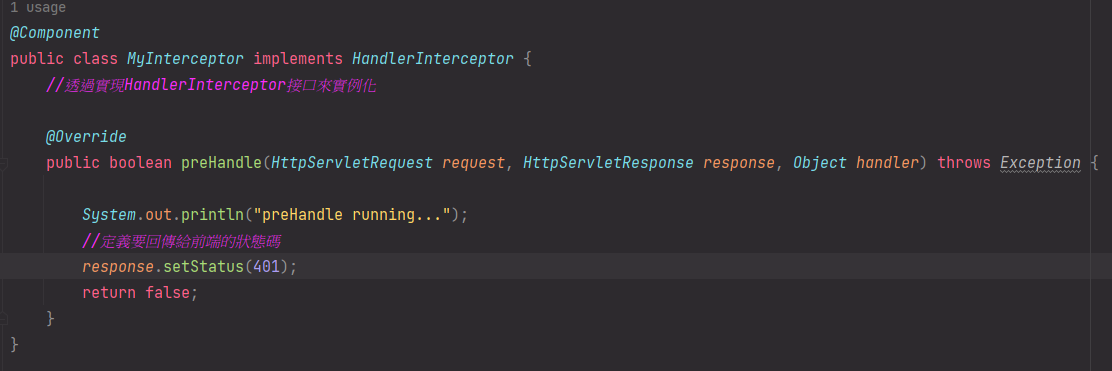 1 usage
@Component
public class MyInterceptor implements HandlerInterceptor {
//透過實現HandlerInterceptor接口來實例化
@Override
public boolean preHandle(HttpServletRequest request, HttpServletResponse response, Object handler) throws Exception {
System.out.println("preHandle running...");
//定義要回傳給前端的狀態碼
response.setStatus(401);
return false;
}
}